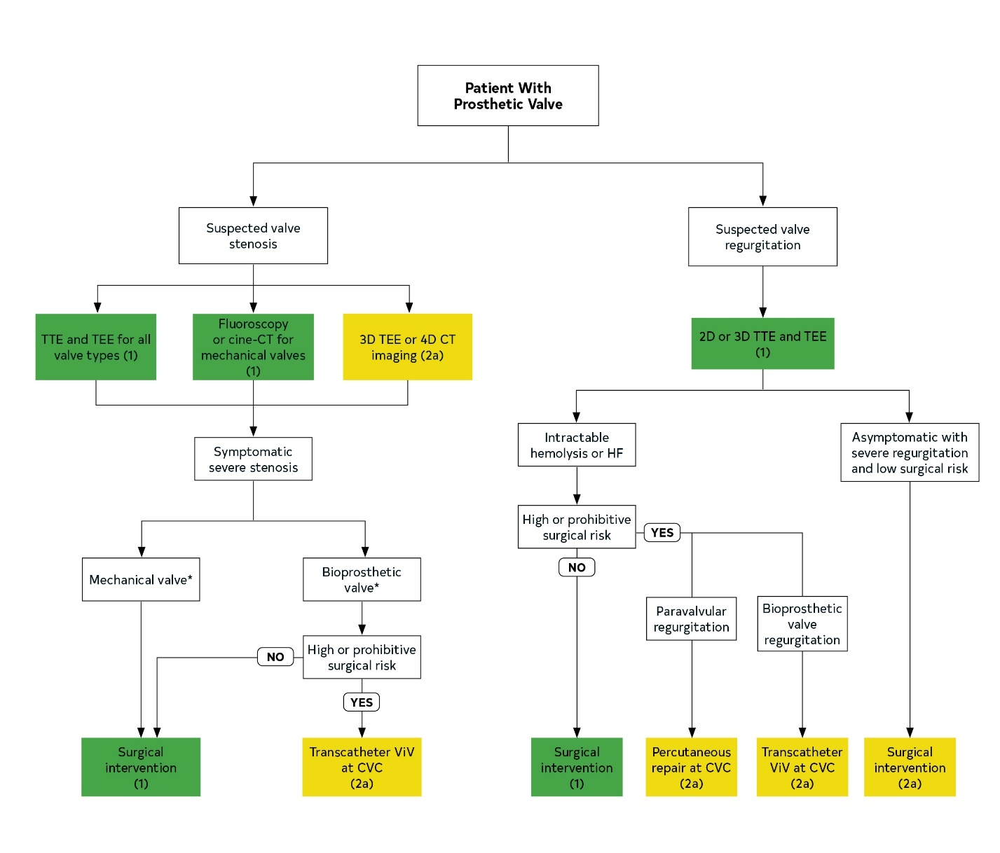 Patient With
Prosthetic Valve
Suspected valve
stenosis
Suspected valve
regurgitation
TTE and TEE for all
valve types (1)
Fluoroscopy
or cine-CT for
mechanical valves
(1)
3D TEE or 4D CT
imaging (2a)
2D or 3D TTE and TEE
(1)
Symptomatic
severe stenosis
Intractable
hemolysis or HF
Asymptomatic with
severe regurgitation
and low surgical risk
High or prohibitive
surgical risk
YES
NO
Mechanical valve*
Bioprosthetic
valve*
Paravalvular
regurgitation
Bioprosthetic
valve
regurgitation
High or prohibitive
surgical risk
NO
YES
Surgical
intervention
(1)
Transcatheter ViV
at CVC
(2a)
Surgical
intervention
(1)
Percutaneous
repair at CVC
(2a)
Transcatheter
ViV at CVC
(2a)
Surgical
intervention
(2a)